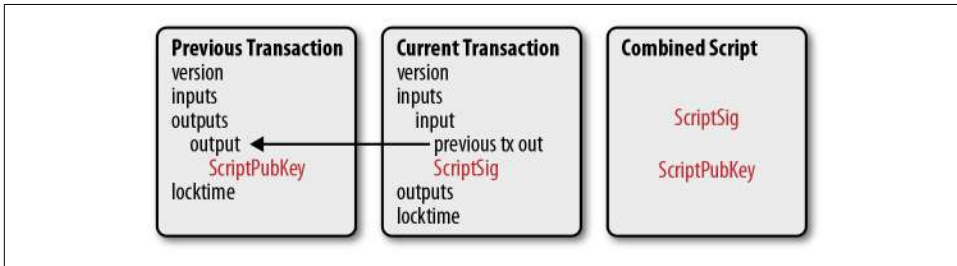 Previous Transaction
version
inputs
outputs
output
ScriptPubKey
locktime
Current Transaction
version
inputs
input
previous tx out
ScriptSig
outputs
locktime
Combined Script
ScriptSig
ScriptPubKey